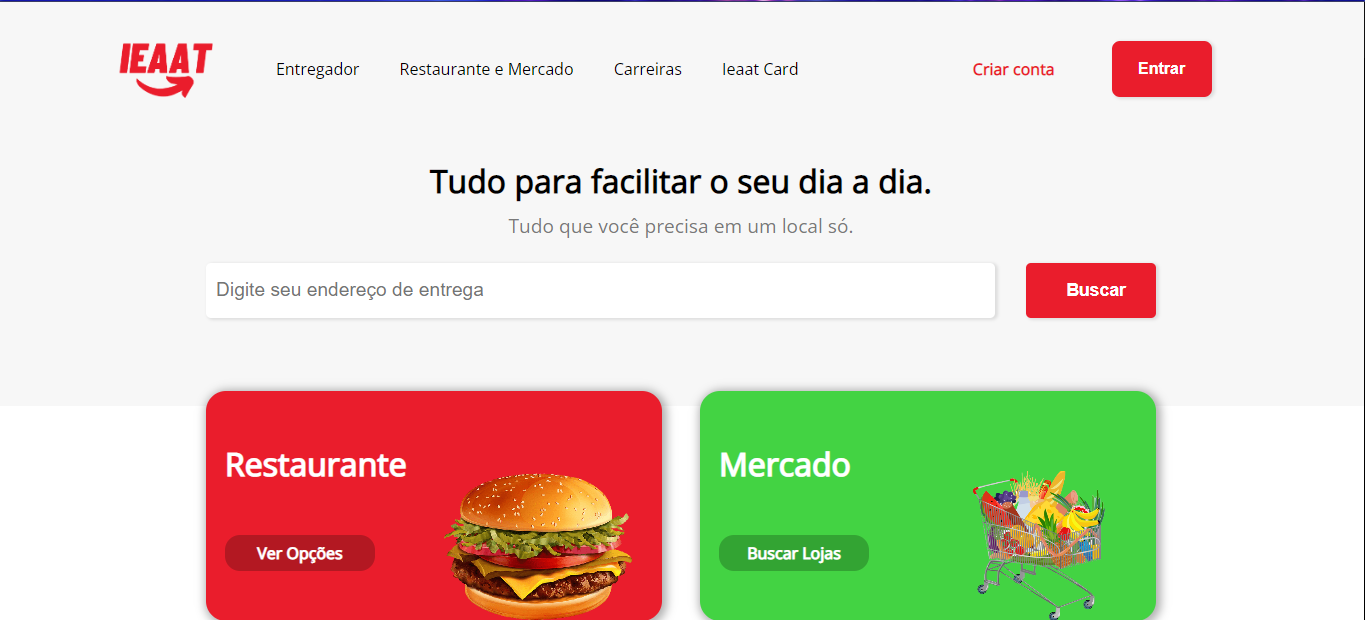 IEAAT
Entregador Restaurante e Mercado Carreiras Ieaat Card Criar conta Entrar
Tudo para facilitar o seu dia a dia.
Tudo que você precisa em um local só.
Digite seu endereço de entrega Buscar
Restaurante
Ver Opções
Mercado
Buscar Lojas